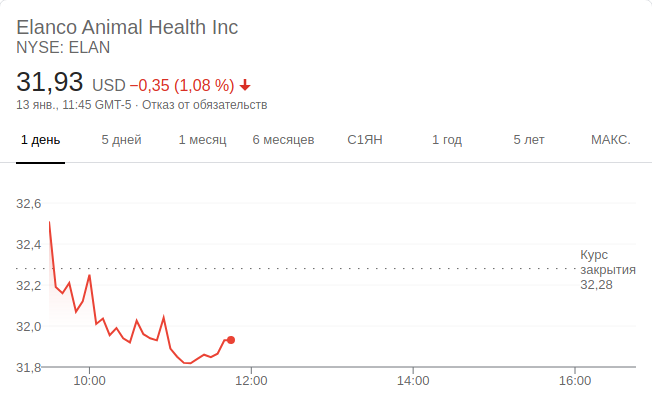 Elanco Animal Health Inc
NYSE: ELAN
31,93 USD −0,35 (1,08 %)
13 янв., 11:45 GMT-5 · Отказ от обязательств
1 день 5 дней 1 месяц 6 месяцев С1ЯН 1 год 5 лет МАКС.
32,6
32,4
Курс
закрытия
32,28
32,2
32,0
31,8
10:00 12:00 14:00 16:00